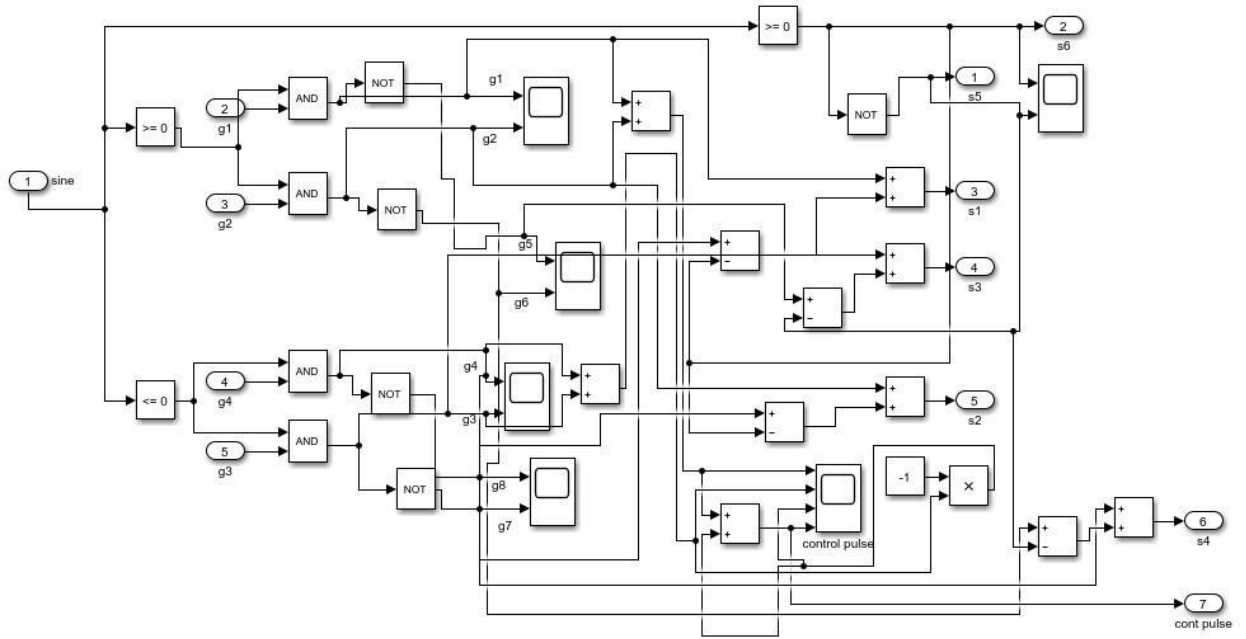 >= 0
2
s6
1
s5
NOT
g1
NOT
AND
2
g1
>= 0
g2
+
+
+
+
3
s1
1
sine
AND
3
g2
NOT
g5
+
−
+
+
4
s3
g6
+
−
AND
4
g4
<= 0
NOT
g4
+
+
+
+
5
s2
g3
AND
5
g3
+
−
NOT
g8
g7
-1
×
+
+
control pulse
+
−
+
+
6
s4
7
cont pulse